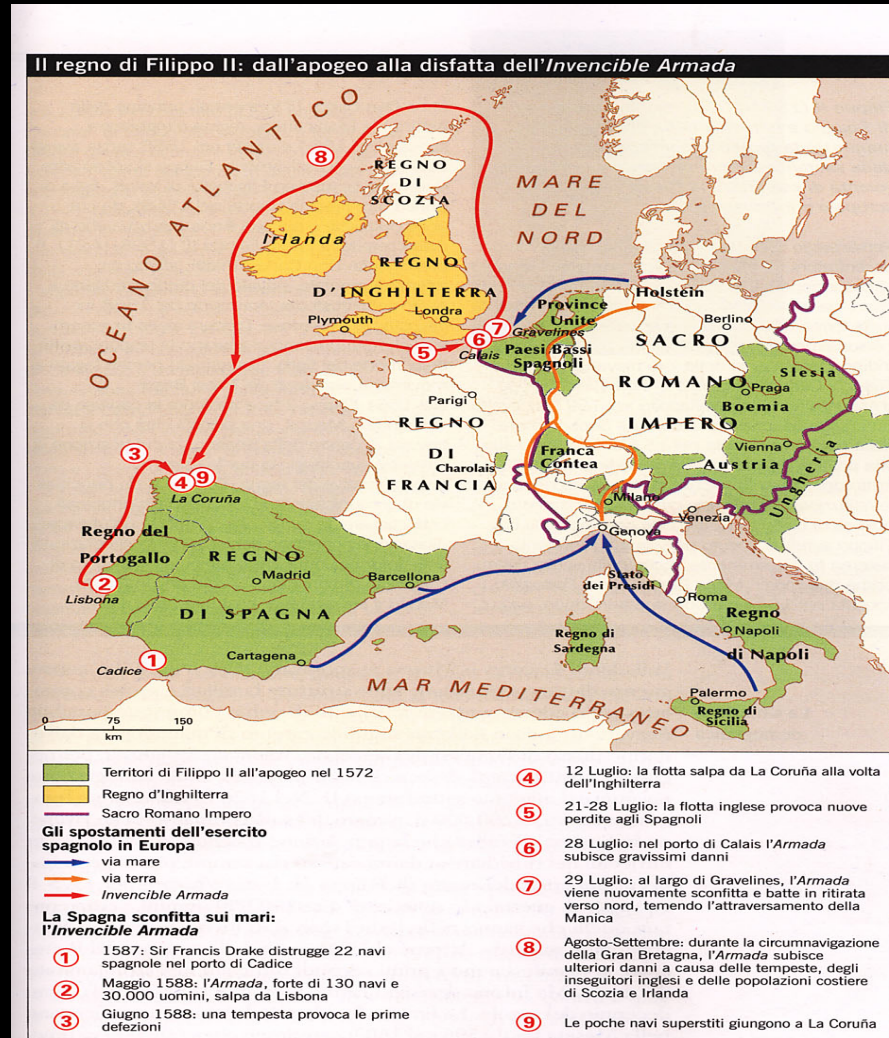 Il regno di Filippo II: dall'apogeo alla disfatta dell'Invencible Armada
OCEANO ATLANTICO
8
REGNO
DI
SCOZIA
MARE
DEL
NORD
Irlanda
REGNO
D'INGHILTERRA
Londra
Plymouth
5
6
7
Gravelines
Calais
Province
Unite
Holstein
Berlino
Paesi Bassi
Spagnoli
SACRO
ROMANO
IMPERO
Slesia
Praga
Boemia
Vienna
Austria
Ungheria
Parigi
REGNO
DI
Charolais
FRANCIA
Franca
Contea
Milano
Venezia
Genova
3
4
9
La Coruña
Regno del
Portogallo
2
Lisbona
REGNO
Madrid
DI SPAGNA
Barcellona
1
Cadice
Cartagena
Stato
dei Presidi
Roma
Regno
Napoli
di Napoli
Regno di
Sardegna
Palermo
Regno di
Sicilia
MAR MEDITERRANEO
0 75 150
km
Territori di Filippo II all'apogeo nel 1572
Regno d'Inghilterra
Sacro Romano Impero
Gli spostamenti dell'esercito
spagnolo in Europa
via mare
via terra
Invencible Armada
La Spagna sconfitta sui mari:
l'Invencible Armada
1 1587: Sir Francis Drake distrugge 22 navi
spagnole nel porto di Cadice
2 Maggio 1588: l'Armada, forte di 130 navi e
30.000 uomini, salpa da Lisbona
3 Giugno 1588: una tempesta provoca le prime
defezioni
4 12 Luglio: la flotta salpa da La Coruña alla volta
dell'Inghilterra
5 21-28 Luglio: la flotta inglese provoca nuove
perdite agli Spagnoli
6 28 Luglio: nel porto di Calais l'Armada
subisce gravissimi danni
7 29 Luglio: al largo di Gravelines, l'Armada
viene nuovamente sconfitta e batte in ritirata
verso nord, temendo l'attraversamento della
Manica
8 Agosto-Settembre: durante la circumnavigazione
della Gran Bretagna, l'Armada subisce
ulteriori danni a causa delle tempeste, degli
inseguitori inglesi e delle popolazioni costiere
di Scozia e Irlanda
9 Le poche navi superstiti giungono a La Coruña